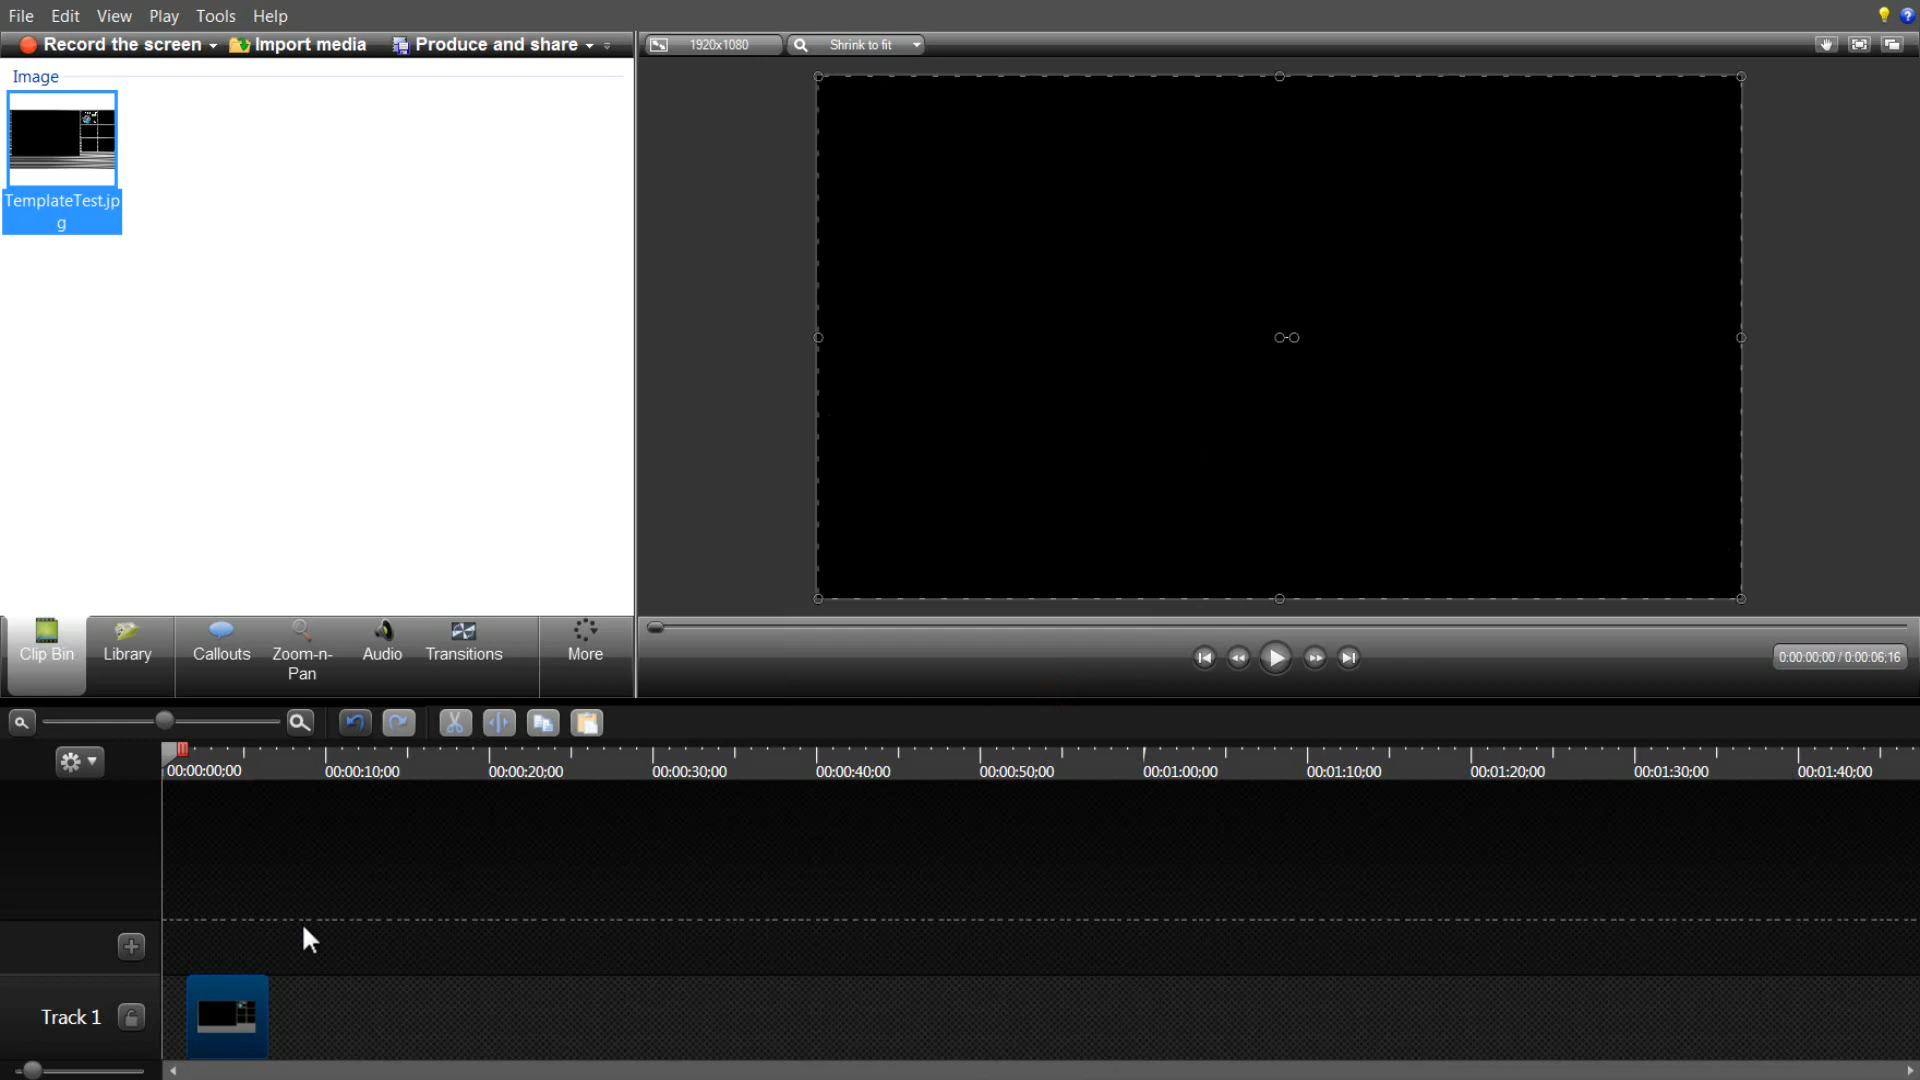 File Edit View Play Tools Help
Record the screen Import media Produce and share 1920x1080 Shrink to fit
Image
TemplateTest.jp
g
Clip Bin Library Callouts Zoom-n-
Pan Audio Transitions More
0:00:00;00 / 0:00:06;16
00:00:00;00 00:00:10;00 00:00:20;00 00:00:30;00 00:00:40;00 00:00:50;00 00:01:00;00 00:01:10;00 00:01:20;00 00:01:30;00 00:01:40;00
Track 1